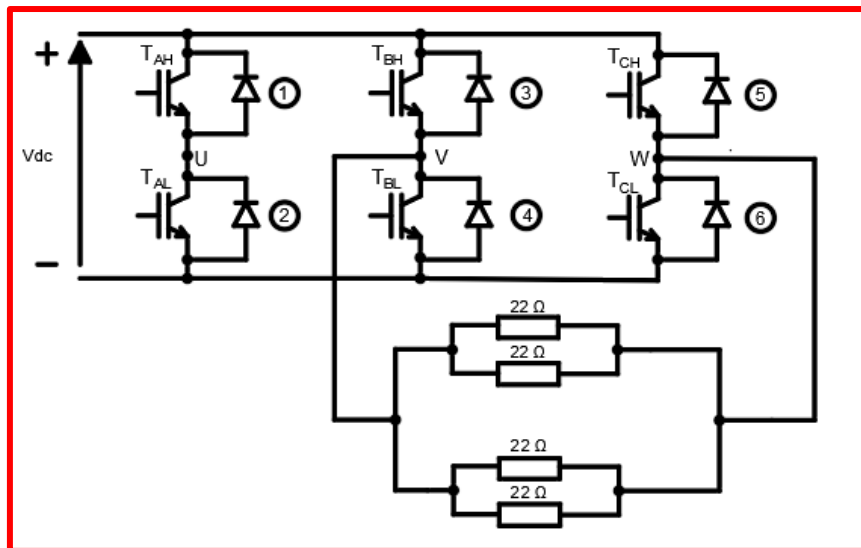 +
T_AH
1
T_BH
3
T_CH
5
Vdc
U
V
W
T_AL
2
T_BL
4
T_CL
6
−
22 Ω
22 Ω
22 Ω
22 Ω